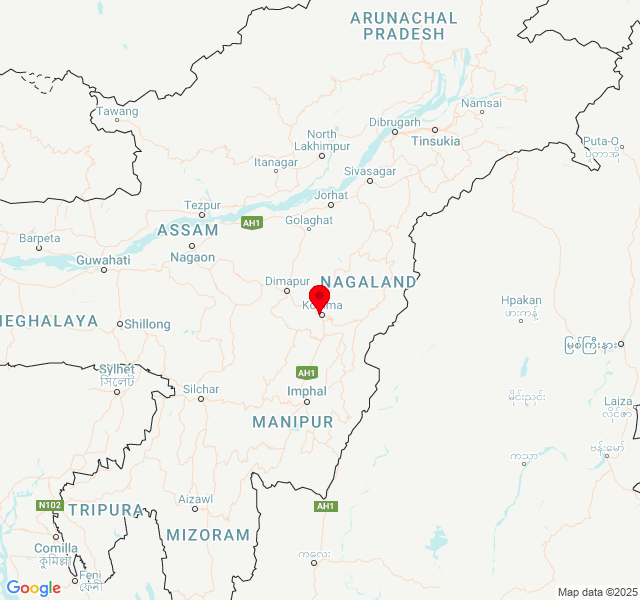 ARUNACHAL
PRADESH
Namsai
Tawang
Dibrugarh
Tinsukia
North
Lakhimpur
Puta-O
ပူတာအို
Itanagar
Sivasagar
Jorhat
Tezpur
Golaghat
AH1
ASSAM
Barpeta
Nagaon
Guwahati
Dimapur
NAGALAND
Hpakan
ဖားကန့်
MEGHALAYA
Shillong
မြစ်ကြီးနား
Sylhet
সিলেট
AH1
Silchar
Imphal
မိုးညှင်း
Laiza
လိုင်ဇာ
MANIPUR
ဗန်းမော်
ကသာ
Aizawl
N102
AH1
TRIPURA
MIZORAM
Comilla
কুমিল্লা
ကလေး
Feni
ফেনী
Google
Map data ©2025